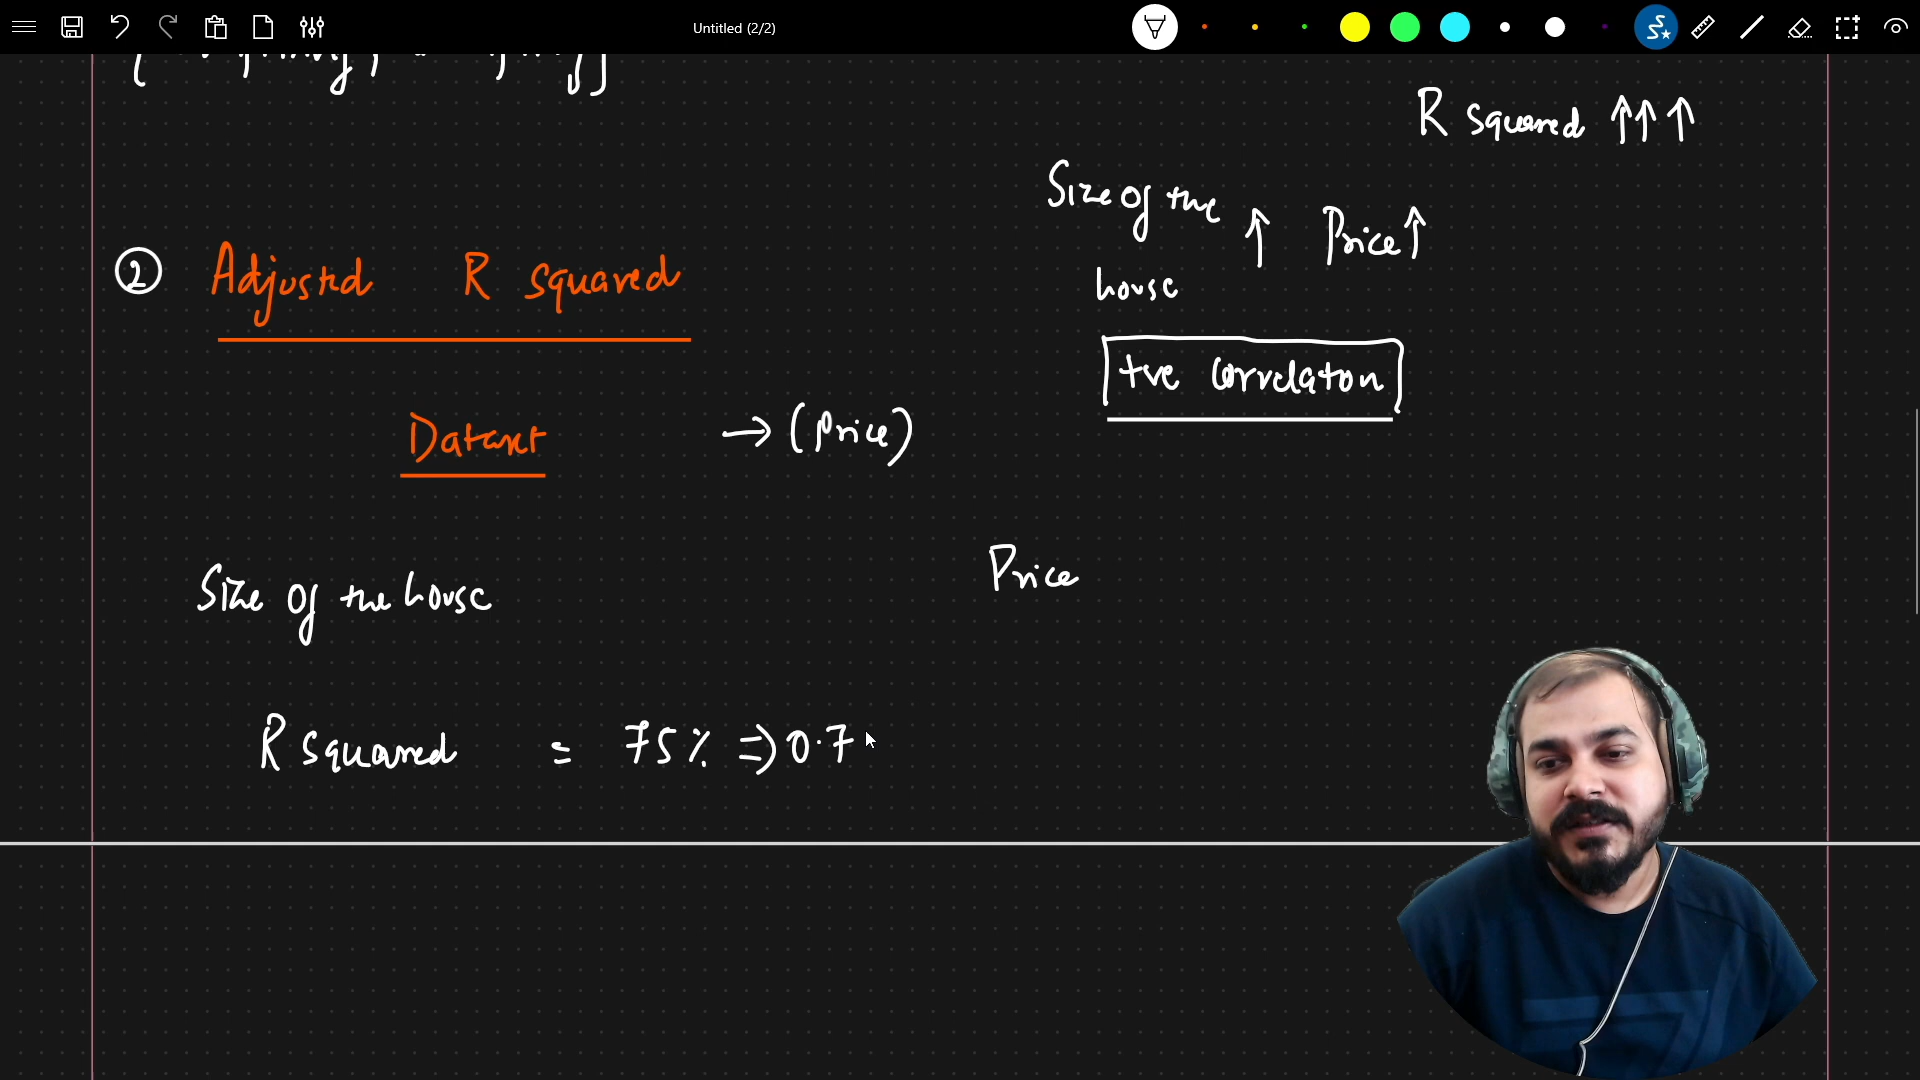 Untitled (2/2)
R Squared ↑↑↑
Size of the ↑ Price ↑
house
② Adjusted R squared
+ve Correlaton
Dataset → (Price)
Price
Size of the house
R squared = 75% ⇒ 0.7